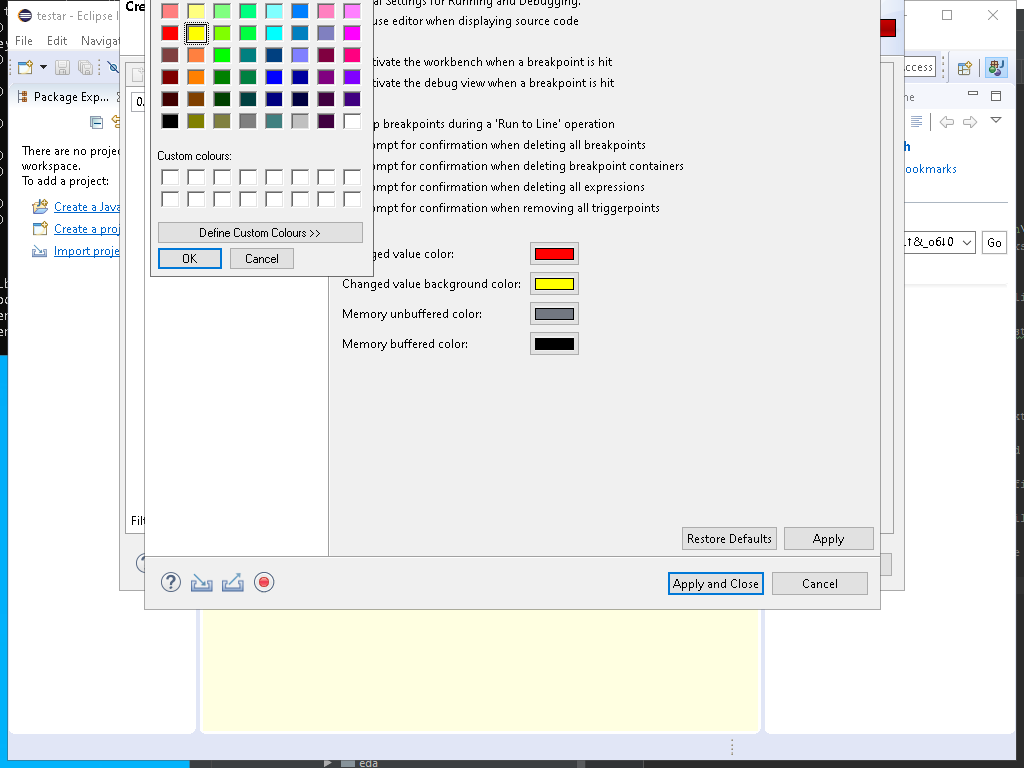 testar - Eclipse I
Cre
al Settings for Running and Debugging.
use editor when displaying source code
File Edit Navigat
tivate the workbench when a breakpoint is hit
ccess
tivate the debug view when a breakpoint is hit
Package Exp...
0.
ne
p breakpoints during a 'Run to Line' operation
There are no projec
workspace.
To add a project:
ompt for confirmation when deleting all breakpoints
Custom colours:
ompt for confirmation when deleting breakpoint containers
ookmarks
ompt for confirmation when deleting all expressions
Create a Java
ompt for confirmation when removing all triggerpoints
Create a proj
Define Custom Colours >>
Import projec
Go
OK Cancel
ged value color:
Changed value background color:
Memory unbuffered color:
Memory buffered color:
Filt
Restore Defaults Apply
Apply and Close Cancel
eda